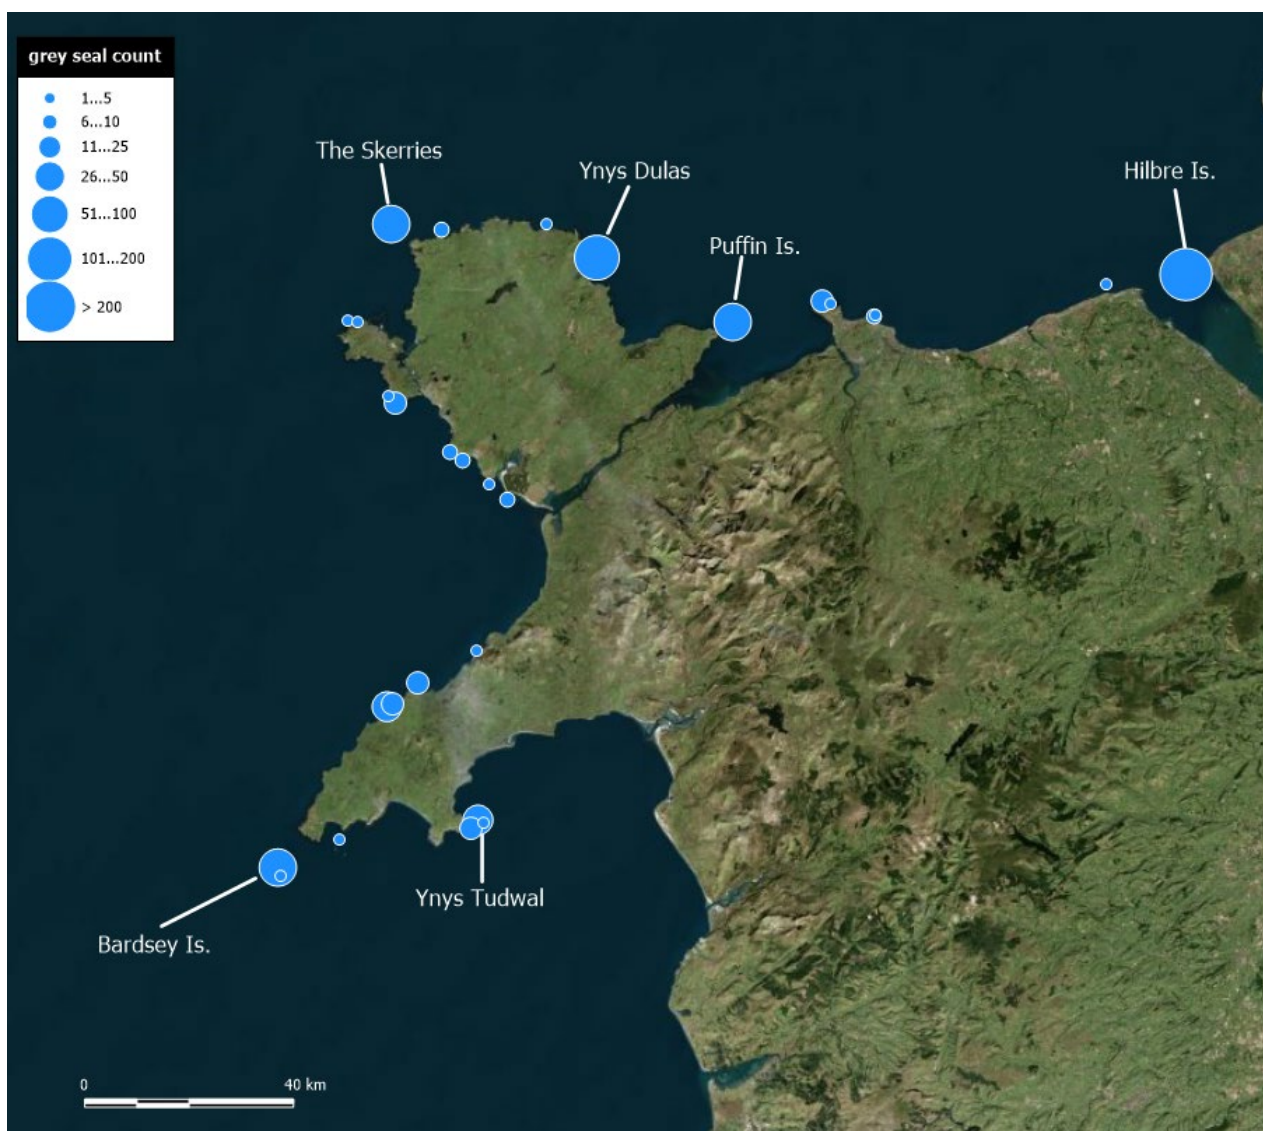 grey seal count
1...5
6...10
11...25
26...50
51...100
101...200
> 200
The Skerries
Ynys Dulas
Hilbre Is.
Puffin Is.
Ynys Tudwal
Bardsey Is.
0 40 km